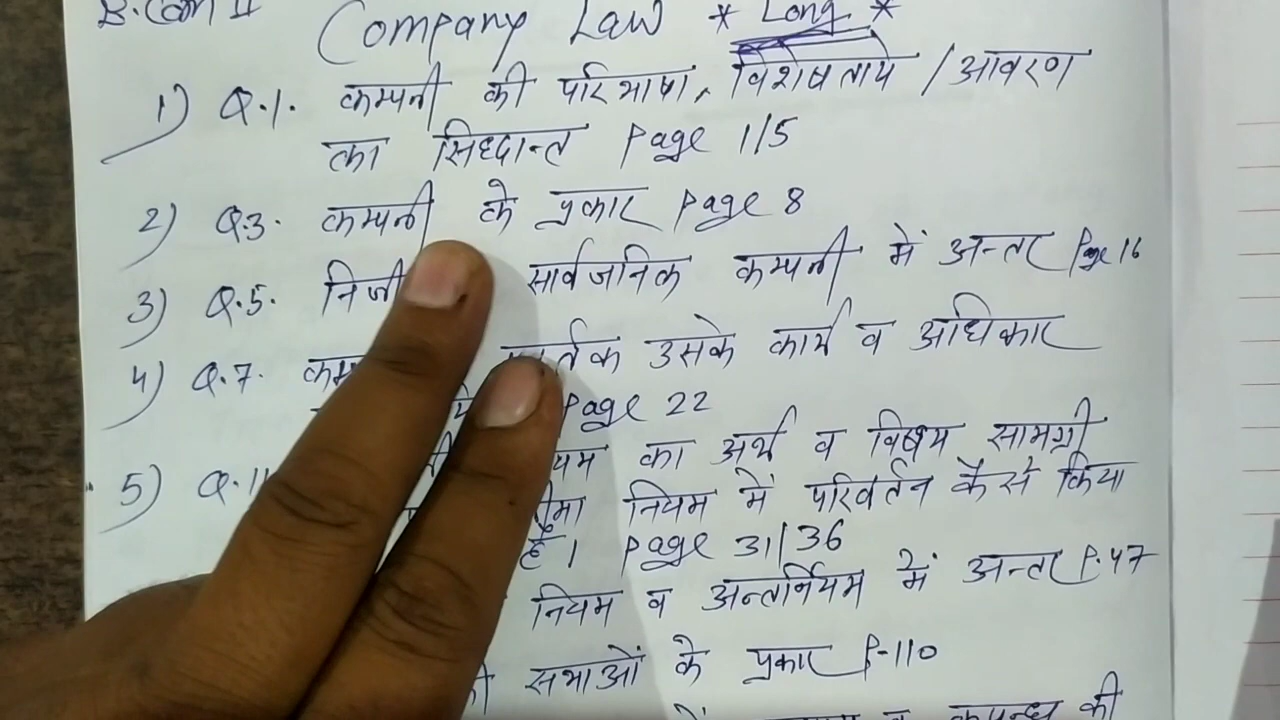 B.Com II Company Law * Long *
1) Q.1. कम्पनी की परिभाषा, विशेषतायें / आवरण
का सिध्दान्त Page 1/5
2) Q.3. कम्पनी के प्रकार Page 8
3) Q.5. निजी सार्वजनिक कम्पनी में अन्तर Page 16
4) Q.7. उसके कार्य व अधिकार
Page 22
5) Q.11 का अर्थ व विषय सामग्री
नियम में परिवर्तन कैसे किया
है। Page 31/36
नियम व अन्तर्नियम में अन्तर P.47
सभाओं के प्रकार P-110